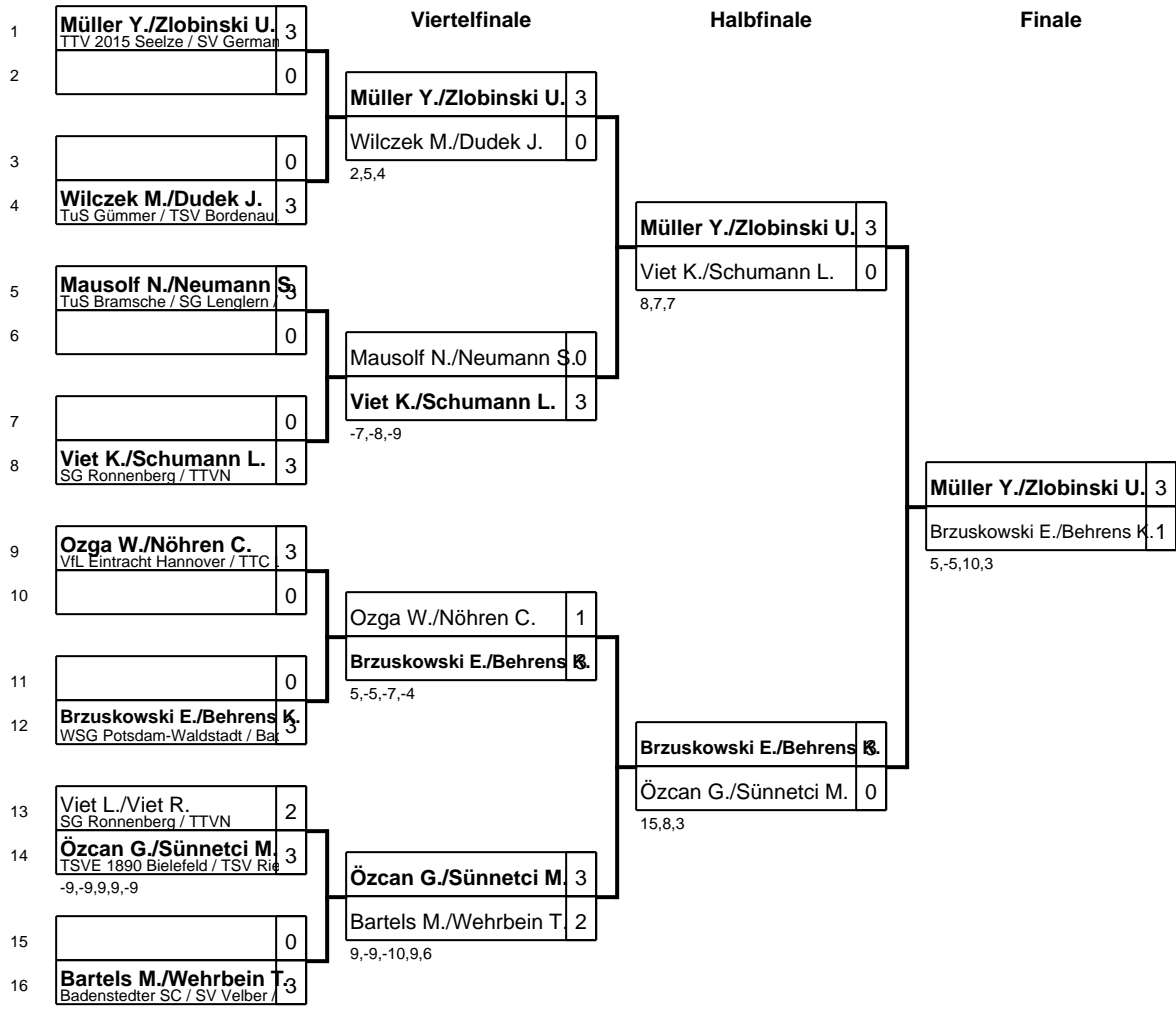 Viertelfinale
Halbfinale
Finale
1
Müller Y./Zlobinski U.
3
TTV 2015 Seelze / SV German
2
0
3
0
4
Wilczek M./Dudek J.
3
TuS Gümmer / TSV Bordenau
5
Mausolf N./Neumann S.
3
TuS Bramsche / SG Lenglern /
6
0
7
0
8
Viet K./Schumann L.
3
SG Ronnenberg / TTVN
9
Ozga W./Nöhren C.
3
VfL Eintracht Hannover / TTC
10
0
11
0
12
Brzuskowski E./Behrens K.
3
WSG Potsdam-Waldstadt / Ba
13
Viet L./Viet R.
2
SG Ronnenberg / TTVN
14
Özcan G./Sünnetci M.
3
TSVE 1890 Bielefeld / TSV Rie
-9,-9,9,9,-9
15
0
16
Bartels M./Wehrbein T.
3
Badenstedter SC / SV Velber /
Müller Y./Zlobinski U.
3
Wilczek M./Dudek J.
0
2,5,4
Mausolf N./Neumann S.
0
Viet K./Schumann L.
3
-7,-8,-9
Ozga W./Nöhren C.
1
Brzuskowski E./Behrens K.
3
5,-5,-7,-4
Özcan G./Sünnetci M.
3
Bartels M./Wehrbein T.
2
9,-9,-10,9,6
Müller Y./Zlobinski U.
3
Viet K./Schumann L.
0
8,7,7
Brzuskowski E./Behrens K.
3
Özcan G./Sünnetci M.
0
15,8,3
Müller Y./Zlobinski U.
3
Brzuskowski E./Behrens K.
1
5,-5,10,3